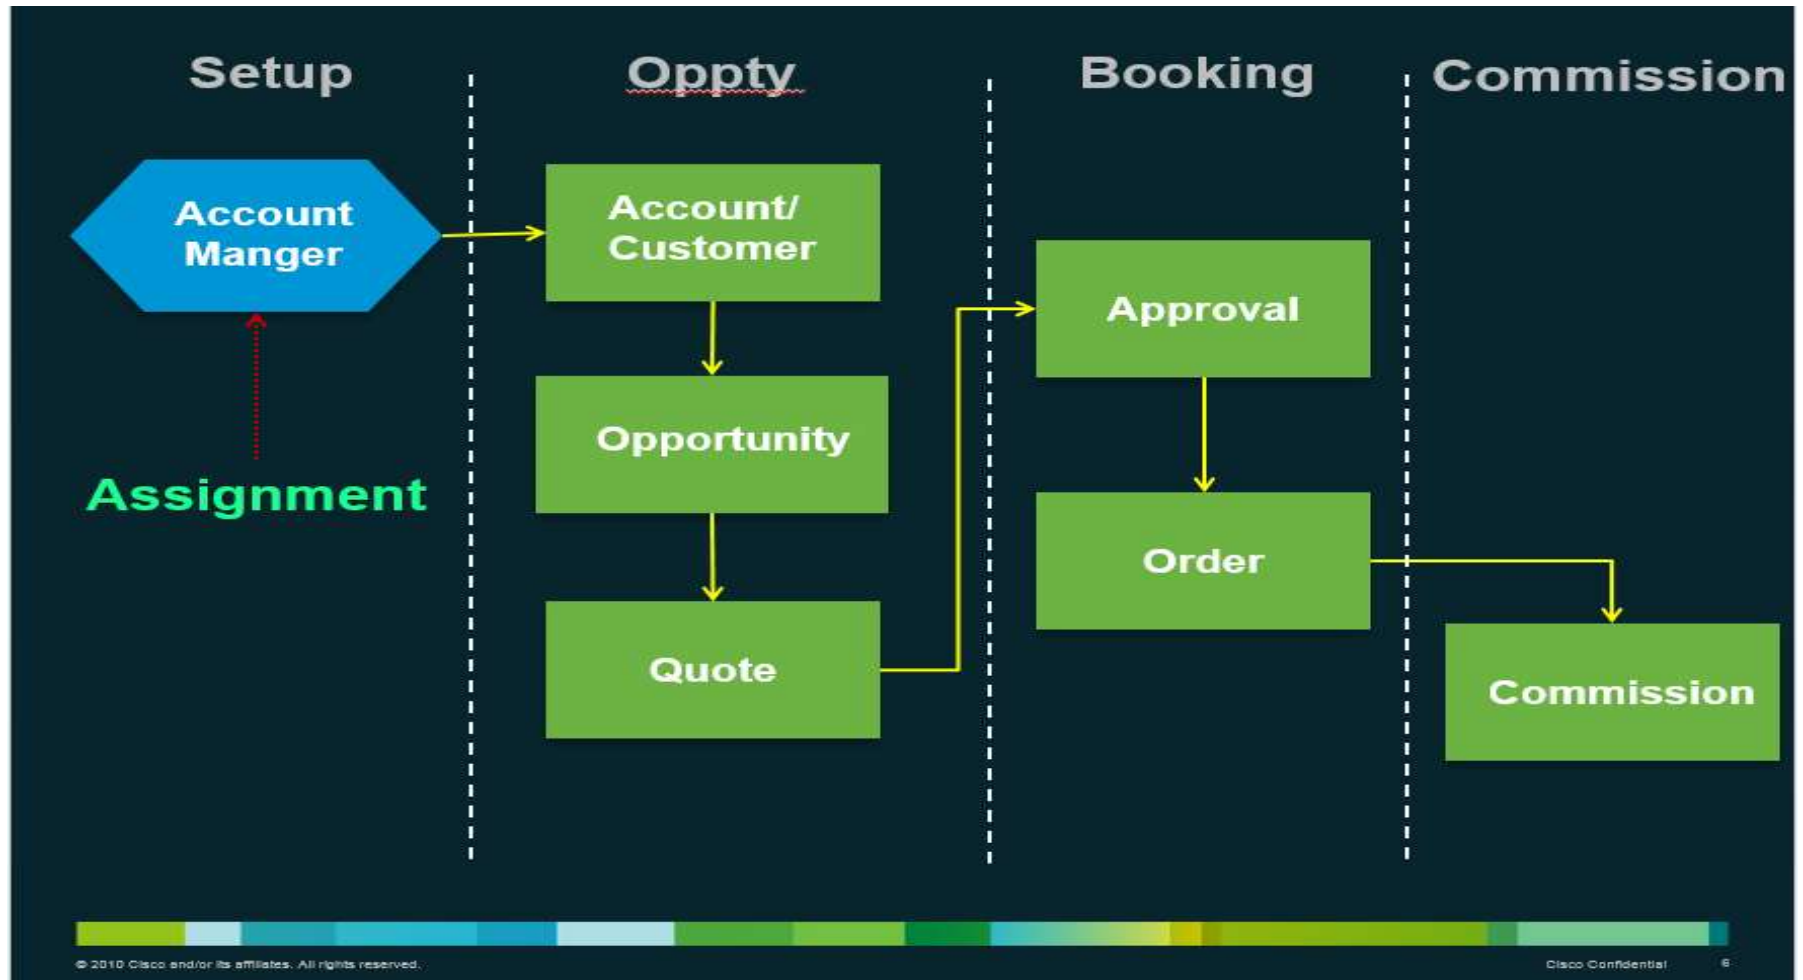 Setup
Oppty
Booking
Commission
Account
Manger
Account/
Customer
Approval
Opportunity
Assignment
Order
Quote
Commission
© 2010 Cisco and/or its affiliates. All rights reserved.
Cisco Confidential
6